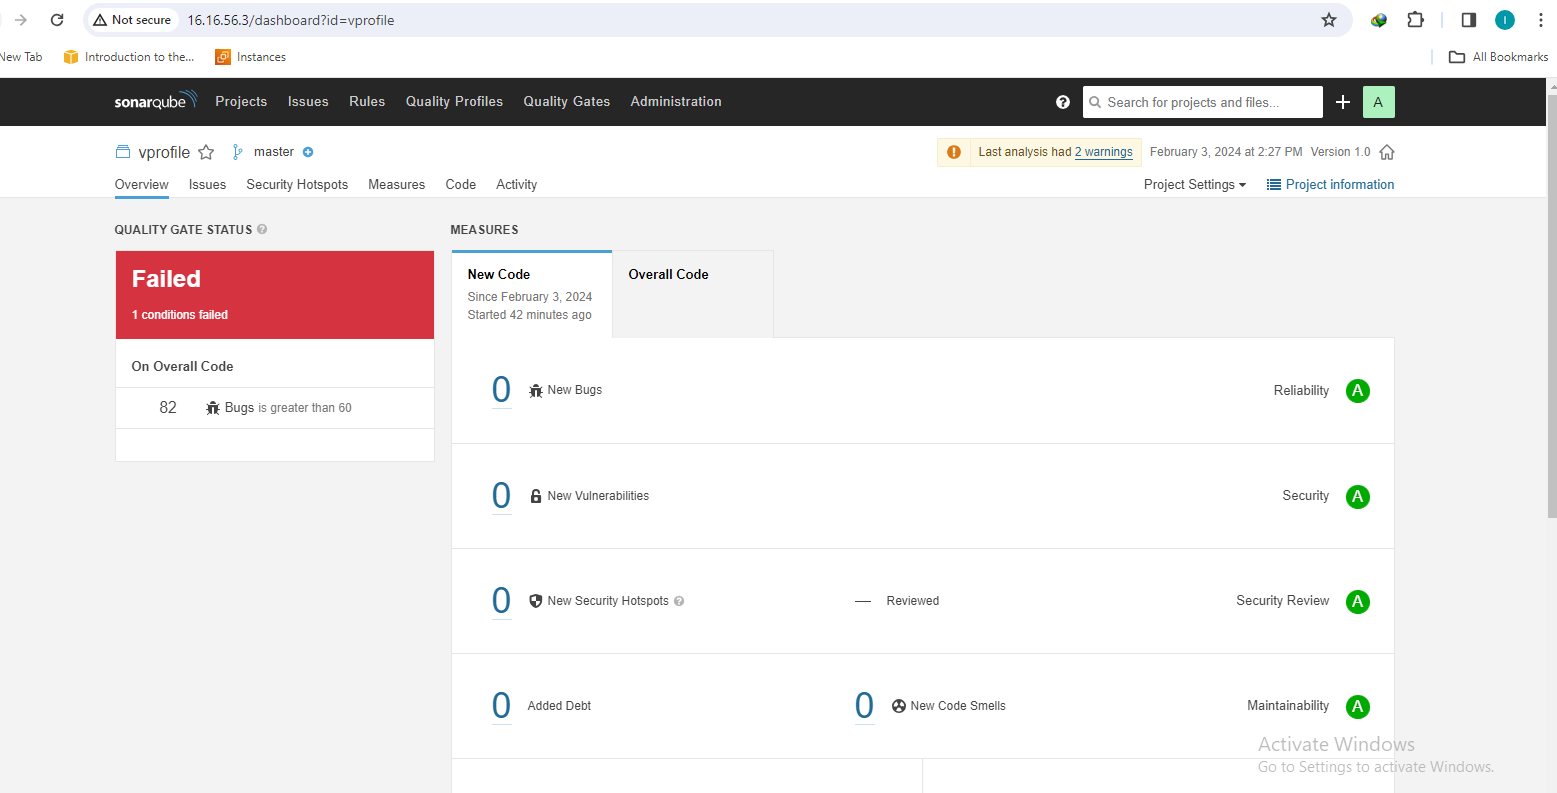 Not secure 16.16.56.3/dashboard?id=vprofile I
New Tab Introduction to the... Instances All Bookmarks
sonarqube Projects Issues Rules Quality Profiles Quality Gates Administration ? Search for projects and files... + A
vprofile master Last analysis had 2 warnings February 3, 2024 at 2:27 PM Version 1.0
Overview Issues Security Hotspots Measures Code Activity Project Settings Project information
QUALITY GATE STATUS ?
Failed
1 conditions failed
On Overall Code
82 Bugs is greater than 60
MEASURES
New Code
Since February 3, 2024
Started 42 minutes ago
Overall Code
0 New Bugs Reliability A
0 New Vulnerabilities Security A
0 New Security Hotspots ? — Reviewed Security Review A
0 Added Debt 0 New Code Smells Maintainability A
Activate Windows
Go to Settings to activate Windows.